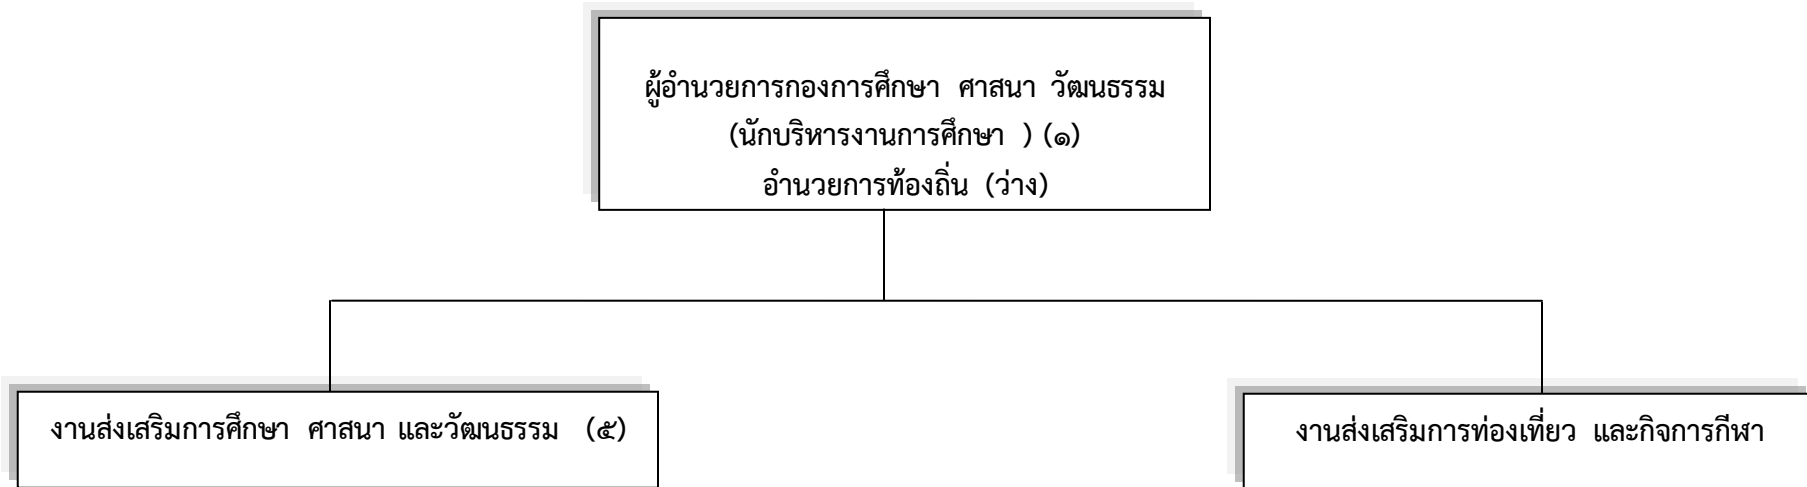 ผู้อำนวยการกองการศึกษา ศาสนา วัฒนธรรม
(นักบริหารงานการศึกษา ) (๑)
อำนวยการท้องถิ่น (ว่าง)
งานส่งเสริมการศึกษา ศาสนา และวัฒนธรรม (๕)
งานส่งเสริมการท่องเที่ยว และกิจการกีฬา